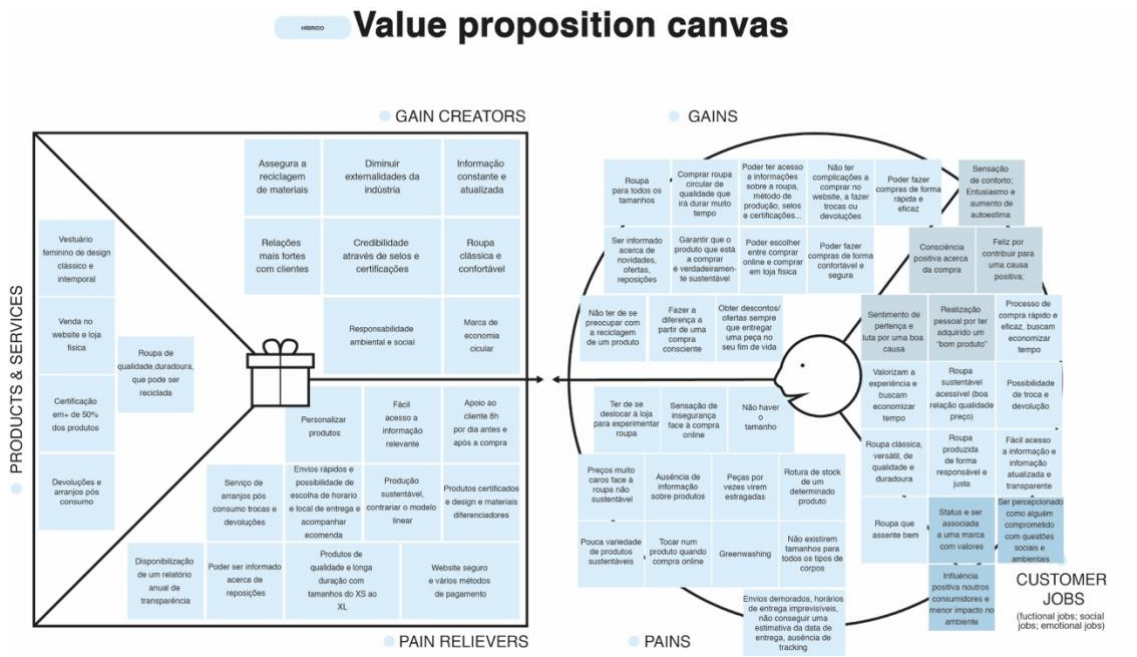 HIBRIDO
Value proposition canvas
GAIN CREATORS
GAINS
PRODUCTS & SERVICES
Vestuário
feminino de design
clássico e
intemporal
Venda no
website e loja
física
Certificação
em+ de 50%
dos produtos
Devoluções e
arranjos pós
consumo
Roupa de
qualidade,duradoura,
que pode ser
reciclada
Assegura a
reciclagem
de materiais
Diminuir
externalidades da
Indústria
Informação
constante e
atualizada
Relações
mais fortes
com clientes
Credibilidade
através de selos e
certificações
Roupa
clássica e
confortável
Responsabilidade
ambiental e social
Marca de
economia
cicular
Personalizar
produtos
Fácil
acesso a
informação
relevante
Apoio ao
cliente 8h
por dia antes e
após a compra
Serviço de
arranjos pós
consumo trocas e
devoluções
Envios rápidos e
possibilidade de
escolha de horario
e local de entrega e
acompanhar
ecomenda
Produção
sustentável,
contrariar o modelo
linear
Produtos certificados
e design e materiais
diferenciadores
Disponibilização
de um relatório
anual de
transparência
Poder ser informado
acerca de
reposições
Produtos de
qualidade e longa
duração com
tamanhos do XS ao
XL
Website seguro
e vários métodos
de pagamento
PAIN RELIEVERS
Roupa
para todos os
tamanhos
Comprar roupa
circular de
qualidade que
irá durar muito
tempo
Poder ter acesso
a informações
sobre a roupa,
método de
produção, selos
e certificações...
Não ter
complicações a
comprar no
website, a fazer
trocas ou
devoluções
Poder fazer
compras de forma
rápida e
eficaz
Sensação
de conforto;
Entusiasmo e
aumento de
autoestima
Ser informado
acerca de
novidades,
ofertas,
reposições
Garantir que o
produto que está
a comprar
é verdadeiramen-
te sustentável
Poder escolher
entre comprar
online e comprar
em loja física
Poder fazer
compras de forma
confortável e
segura
Consciência
positiva acerca
da compra
Feliz por
contribuir para
uma causa
positiva;
Não ter de se
preocupar com
a reciclagem
de um produto
Fazer a
diferença a
partir de uma
compra
consciente
Obter descontos/
ofertas sempre
que entregar
uma peça no
seu fim de vida
Sentimento de
pertença e
luta por uma boa
causa
Realização
pessoal por ter
adquirido um
"bom produto"
Processo de
compra rápido e
eficaz, buscam
economizar
tempo
Valorizam a
experiência e
buscam
economizar
tempo
Roupa
sustentável
acessível (boa
relação qualidade
preço)
Possibilidade
de troca e
devolução
Roupa clássica,
versátil, de
qualidade e
duradoura
Roupa
produzida
de forma
responsável e
justa
Fácil acesso
a informação e
infomação
atualizada e
transparente
Roupa que
assente bem
Status e ser
associada
a uma marca
com valores
Ser percepcionado
como alguém
comprometido
com questões
sociais e
ambientais
Influência
positiva noutros
consumidores e
menor impacto no
ambiente
CUSTOMER
JOBS
(fuctional jobs; social
jobs; emotional jobs)
Ter de se
deslocar à loja
para experimentar
roupa
Sensação de
insegurança
face à compra
online
Não haver
o
tamanho
Preços muito
caros face à
roupa não
sustentável
Ausência de
informação
sobre produtos
Peças por
vezes virem
estragadas
Rotura de stock
de um
determinado
produto
Pouca variedade
de produtos
sustentáveis
Tocar num
produto quando
compra online
Greenwashing
Não existirem
tamanhos para
todos os tipos de
corpos
Envios demorados, horários
de entrega imprevisíveis,
não conseguir uma
estimativa da data de
entrega, ausência de
tracking
PAINS